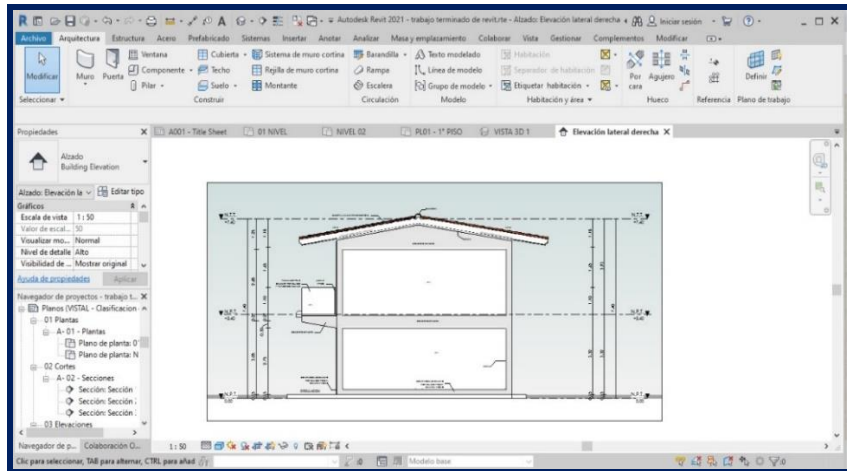 Autodesk Revit 2021 - trabajo terminado de revit.rte - Alzado: Elevación lateral derecha
Iniciar sesión
Archivo Arquitectura Estructura Acero Prefabricado Sistemas Insertar Anotar Analizar Masa y emplazamiento Colaborar Vista Gestionar Complementos Modificar
Modificar
Muro
Puerta
Ventana
Componente
Pilar
Cubierta
Techo
Suelo
Sistema de muro cortina
Rejilla de muro cortina
Montante
Barandilla
Rampa
Escalera
Texto modelado
Línea de modelo
Grupo de modelo
Habitación
Separador de habitación
Etiquetar habitación
Por cara
Agujero
Definir
Seleccionar Construir Circulación Modelo Habitación y área Hueco Referencia Plano de trabajo
Propiedades
A001 - Title Sheet 01 NIVEL NIVEL 02 PL01 - 1° PISO VISTA 3D 1 Elevación lateral derecha
Alzado
Building Elevation
Alzado: Elevación la Editar tipo
Gráficos
Escala de vista 1 : 50
Valor de escal... 50
Visualizar mo... Normal
Nivel de detalle Alto
Visibilidad de ... Mostrar original
Ayuda de propiedades Aplicar
Navegador de proyectos - trabajo t...
Planos (VISTAL - Clasificacion
01 Plantas
A- 01 - Plantas
Plano de planta: 0
Plano de planta: N
02 Cortes
A- 02 - Secciones
Sección: Sección
Sección: Sección
Sección: Sección
03 Elevaciones
Navegador de p... Colaboración O...
1 : 50
Clic para seleccionar, TAB para alternar, CTRL para añad
:0
Modelo base
:0